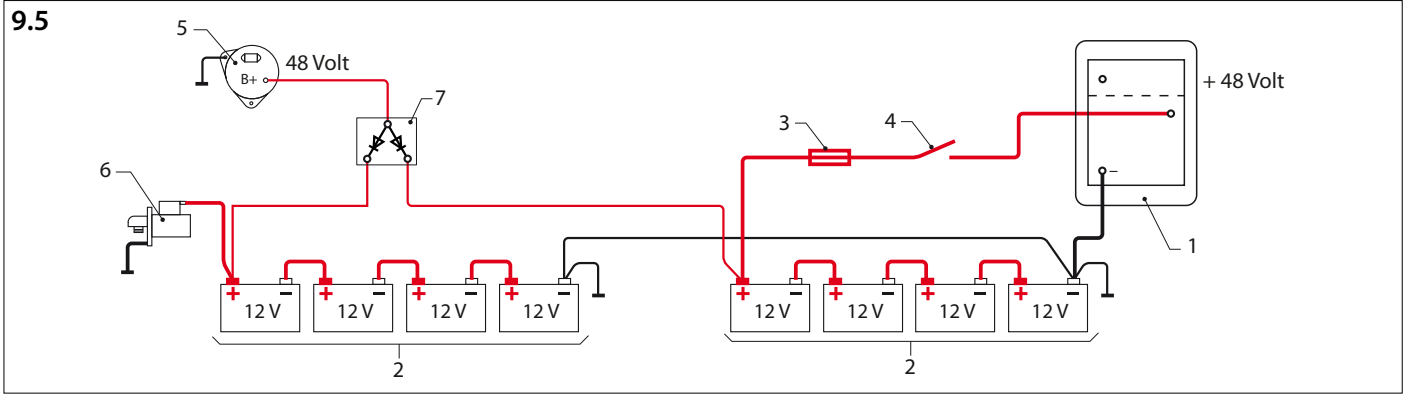 9.5
5
48 Volt
B+
7
+ 48 Volt
3
4
6
–
1
+ – + – + – + –
12 V 12 V 12 V 12 V
+ – + – + – + –
12 V 12 V 12 V 12 V
2
2